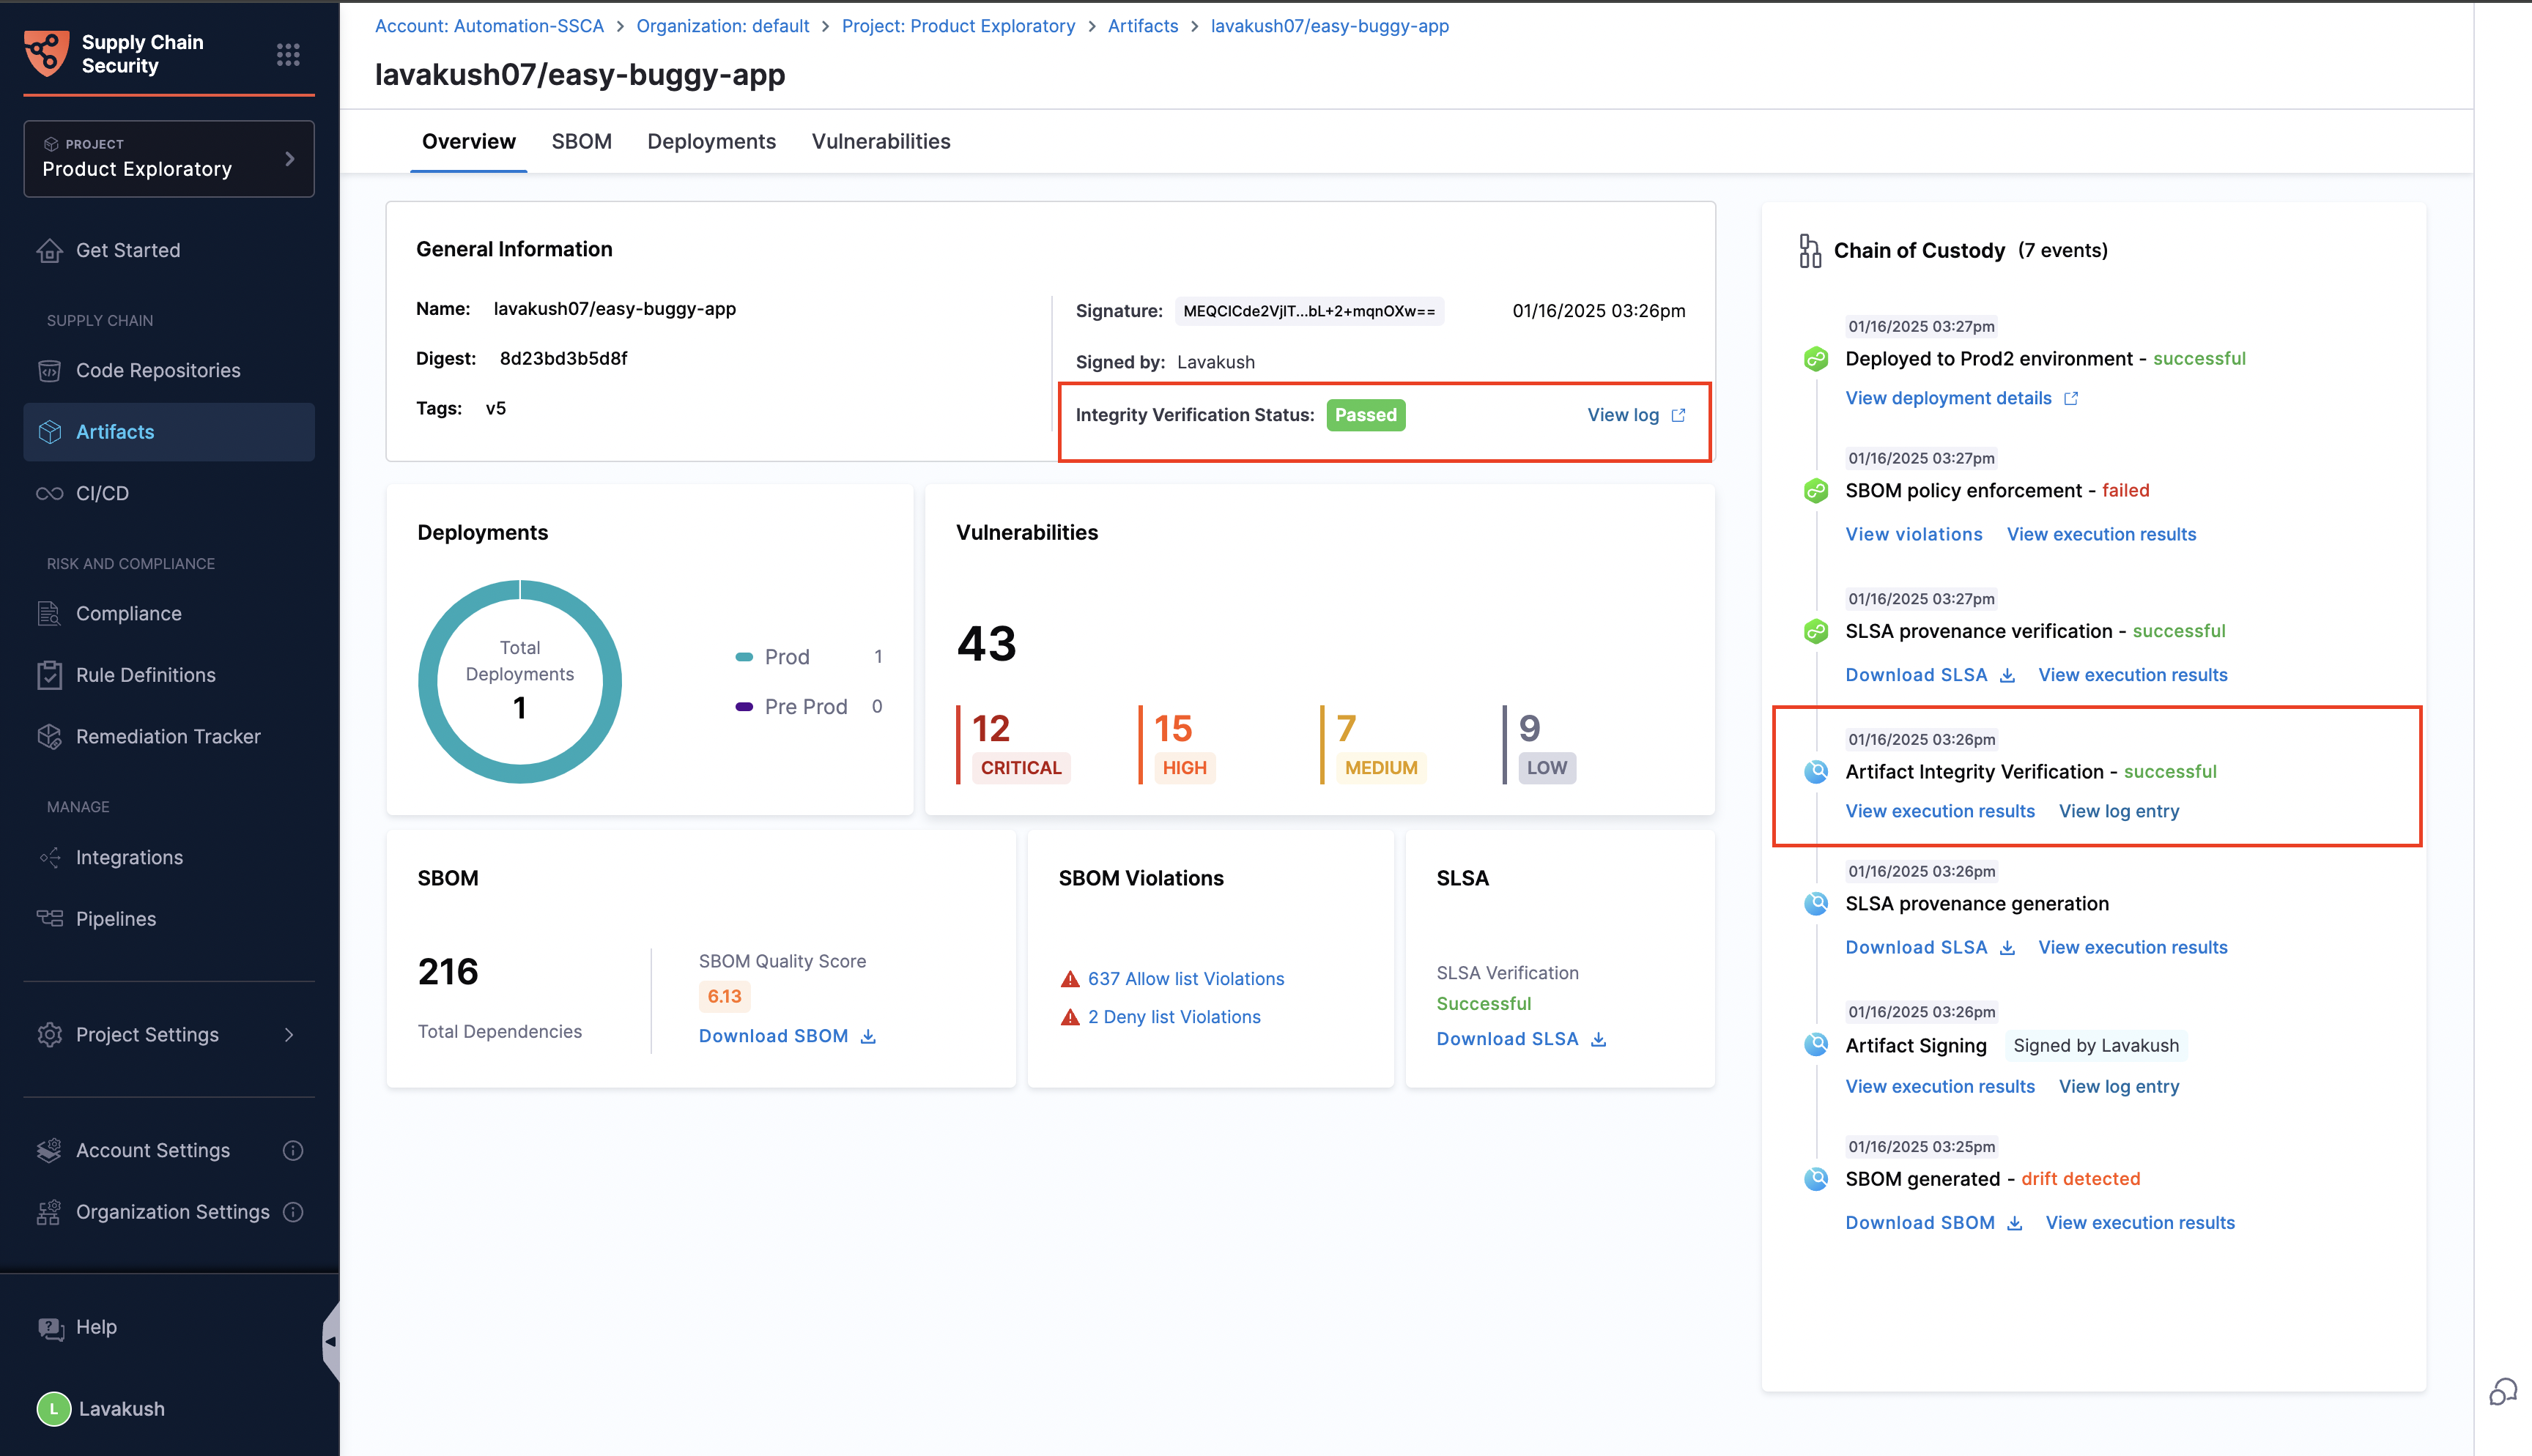 Supply Chain
Security
PROJECT
Product Exploratory
Get Started
SUPPLY CHAIN
Code Repositories
Artifacts
CI/CD
RISK AND COMPLIANCE
Compliance
Rule Definitions
Remediation Tracker
MANAGE
Integrations
Pipelines
Project Settings
Account Settings
Organization Settings
Help
L Lavakush
Account: Automation-SSCA > Organization: default > Project: Product Exploratory > Artifacts > lavakush07/easy-buggy-app
lavakush07/easy-buggy-app
Overview SBOM Deployments Vulnerabilities
General Information
Name: lavakush07/easy-buggy-app
Digest: 8d23bd3b5d8f
Tags: v5
Signature: MEQCICde2VjlT...bL+2+mqnOXw== 01/16/2025 03:26pm
Signed by: Lavakush
Integrity Verification Status: Passed View log
Deployments
Total
Deployments
1
Prod 1
Pre Prod 0
Vulnerabilities
43
12 15 7 9
CRITICAL HIGH MEDIUM LOW
SBOM
216
Total Dependencies
SBOM Quality Score
6.13
Download SBOM
SBOM Violations
637 Allow list Violations
2 Deny list Violations
SLSA
SLSA Verification
Successful
Download SLSA
Chain of Custody (7 events)
01/16/2025 03:27pm
Deployed to Prod2 environment - successful
View deployment details
01/16/2025 03:27pm
SBOM policy enforcement - failed
View violations View execution results
01/16/2025 03:27pm
SLSA provenance verification - successful
Download SLSA View execution results
01/16/2025 03:26pm
Artifact Integrity Verification - successful
View execution results View log entry
01/16/2025 03:26pm
SLSA provenance generation
Download SLSA View execution results
01/16/2025 03:26pm
Artifact Signing Signed by Lavakush
View execution results View log entry
01/16/2025 03:25pm
SBOM generated - drift detected
Download SBOM View execution results